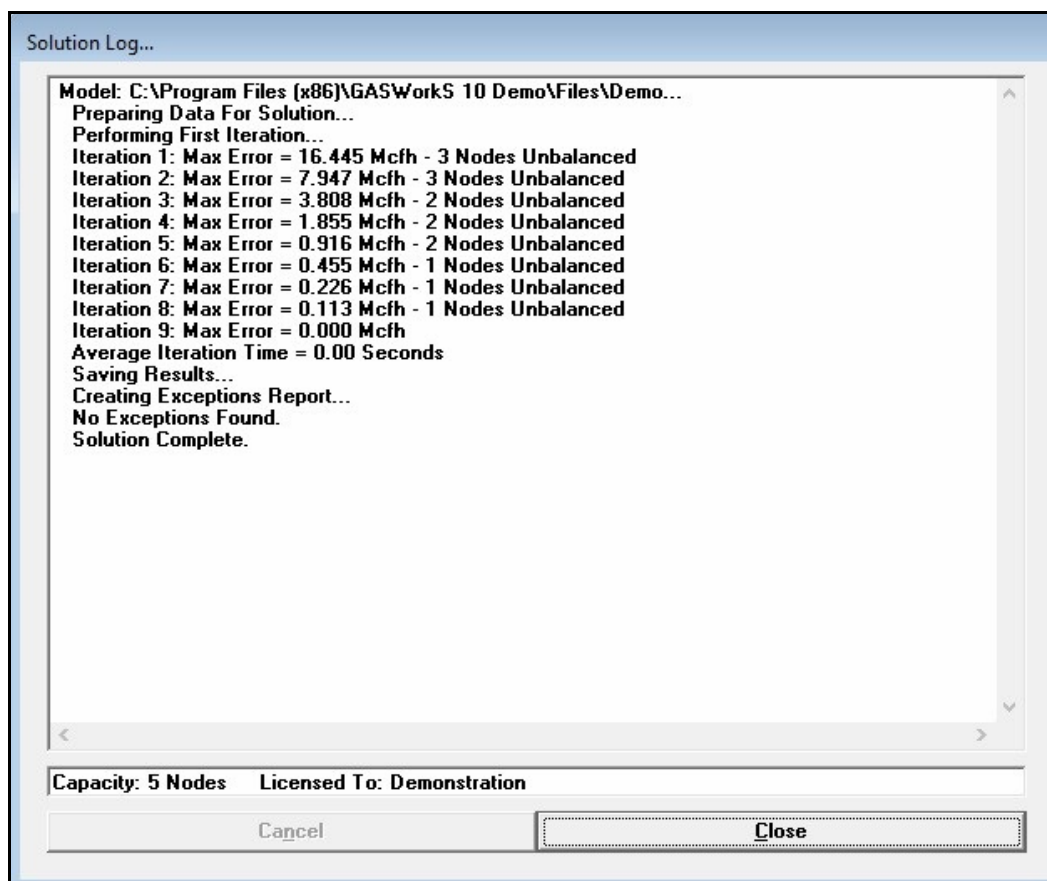 Solution Log...
Model: C:\Program Files (x86)\GASWorkS 10 Demo\Files\Demo...
Preparing Data For Solution...
Performing First Iteration...
Iteration 1: Max Error = 16.445 Mcfh - 3 Nodes Unbalanced
Iteration 2: Max Error = 7.947 Mcfh - 3 Nodes Unbalanced
Iteration 3: Max Error = 3.808 Mcfh - 2 Nodes Unbalanced
Iteration 4: Max Error = 1.855 Mcfh - 2 Nodes Unbalanced
Iteration 5: Max Error = 0.916 Mcfh - 2 Nodes Unbalanced
Iteration 6: Max Error = 0.455 Mcfh - 1 Nodes Unbalanced
Iteration 7: Max Error = 0.226 Mcfh - 1 Nodes Unbalanced
Iteration 8: Max Error = 0.113 Mcfh - 1 Nodes Unbalanced
Iteration 9: Max Error = 0.000 Mcfh
Average Iteration Time = 0.00 Seconds
Saving Results...
Creating Exceptions Report...
No Exceptions Found.
Solution Complete.
Capacity: 5 Nodes Licensed To: Demonstration
Cancel Close